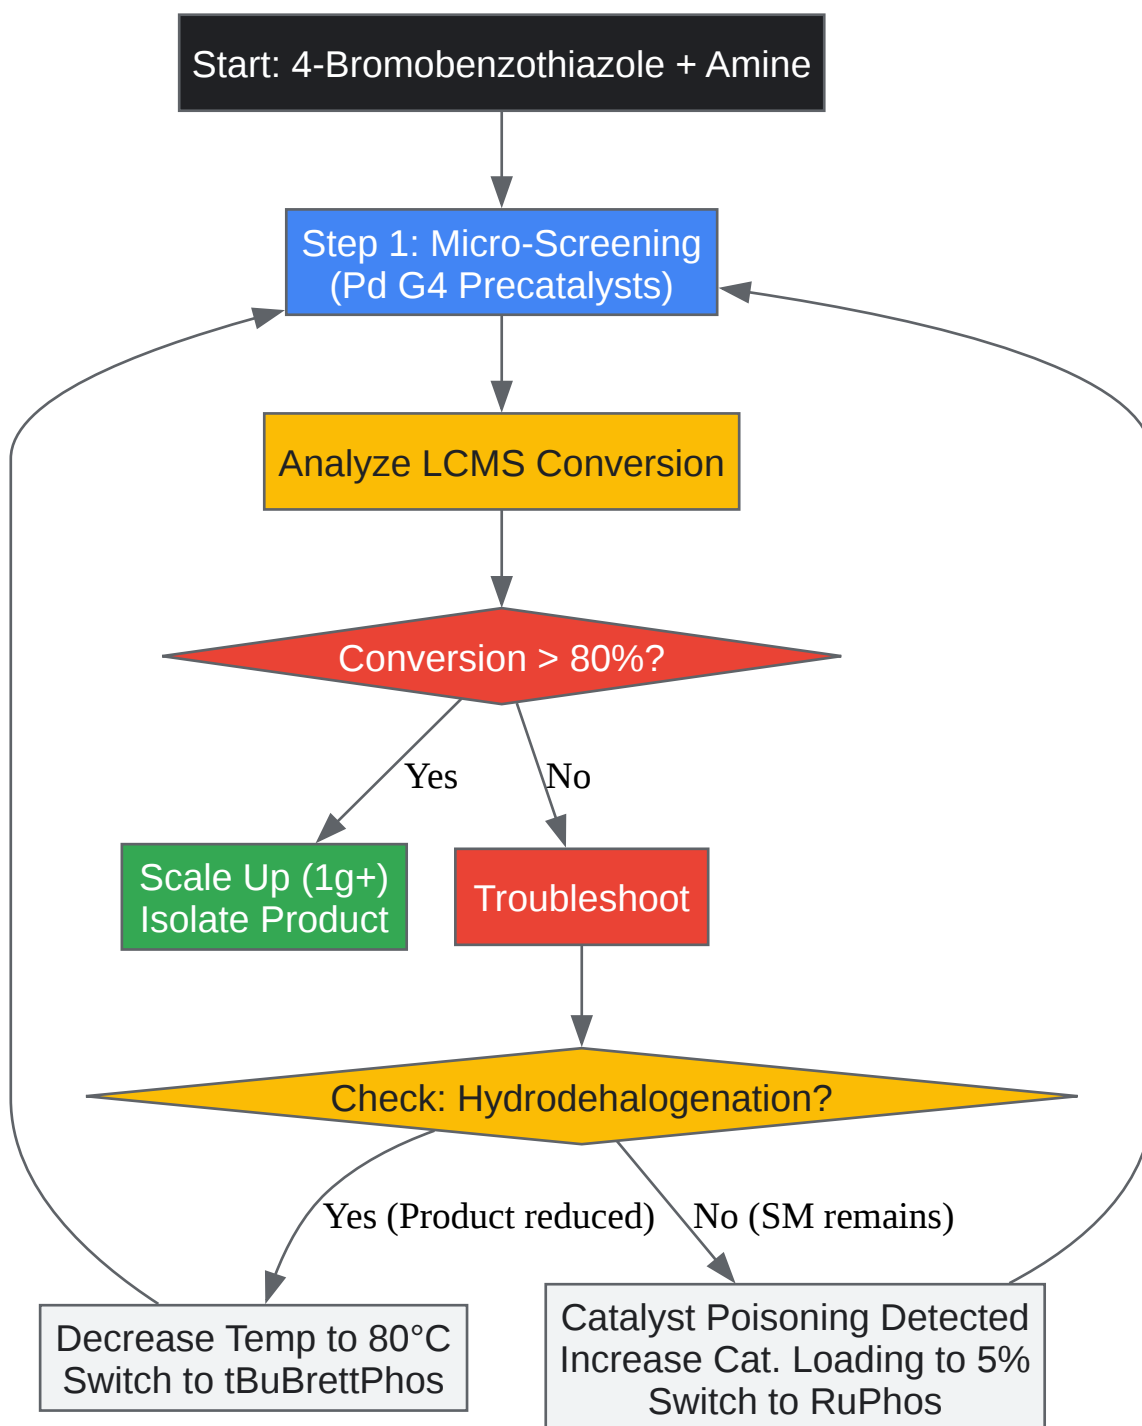 Start: 4-Bromobenzothiazole + Amine
Step 1: Micro-Screening
(Pd G4 Precatalysts)
Analyze LCMS Conversion
Conversion > 80%?
Yes
No
Scale Up (1g+)
Isolate Product
Troubleshoot
Check: Hydrodehalogenation?
Yes (Product reduced)
No (SM remains)
Decrease Temp to 80°C
Switch to tBuBrettPhos
Catalyst Poisoning Detected
Increase Cat. Loading to 5%
Switch to RuPhos